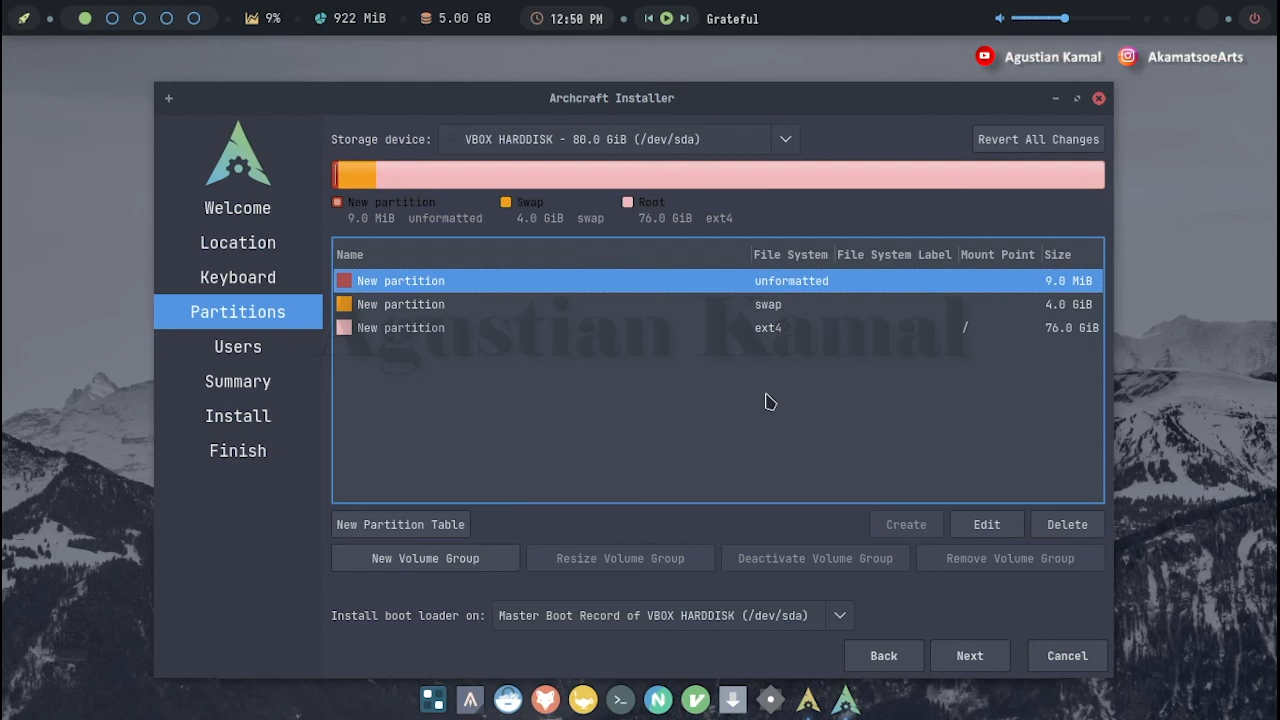 9% 922 MiB 5.00 GB 12:50 PM Grateful
Agustian Kamal AkamatsoeArts
Archcraft Installer
Welcome
Location
Keyboard
Partitions
Users
Summary
Install
Finish
Storage device: VBOX HARDDISK - 80.0 GiB (/dev/sda) Revert All Changes
New partition Swap Root
9.0 MiB unformatted 4.0 GiB swap 76.0 GiB ext4
Name File System File System Label Mount Point Size
New partition unformatted 9.0 MiB
New partition swap 4.0 GiB
New partition ext4 / 76.0 GiB
Agustian Kamal
New Partition Table Create Edit Delete
New Volume Group Resize Volume Group Deactivate Volume Group Remove Volume Group
Install boot loader on: Master Boot Record of VBOX HARDDISK (/dev/sda)
Back Next Cancel